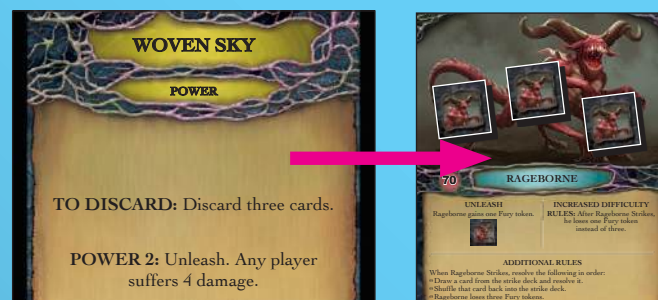 WOVEN SKY
POWER
TO DISCARD: Discard three cards.
POWER 2: Unleash. Any player
suffers 4 damage.
70
RAGEBORNE
UNLEASH
Rageborne gains one Fury token.
INCREASED DIFFICULTY
RULES: After Rageborne Strikes,
he loses one Fury token
instead of three.
ADDITIONAL RULES
When Rageborne Strikes, resolve the following in order:
Draw a card from the strike deck and resolve it.
Shuffle that card back into the strike deck.
Rageborne loses three Fury tokens.